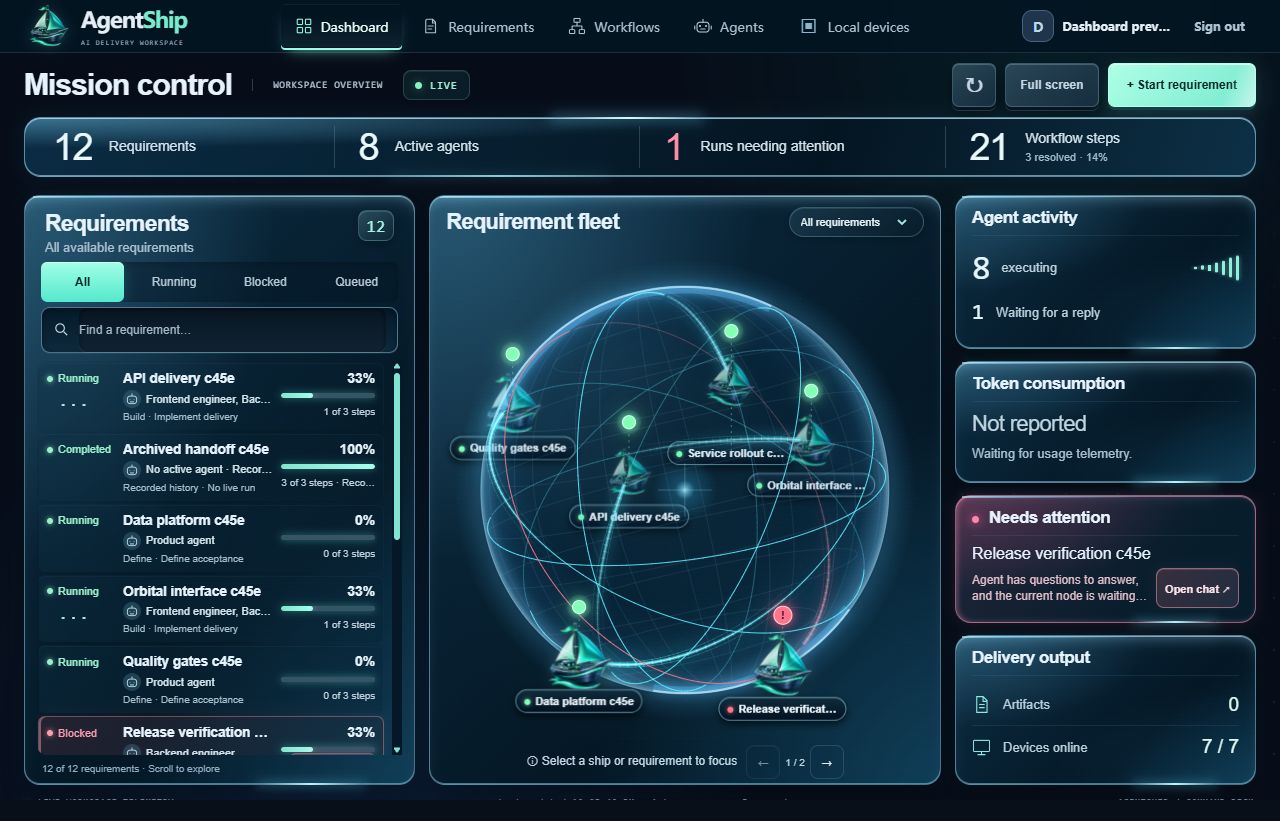 AgentShip
AI DELIVERY WORKSPACE
Dashboard
Requirements
Workflows
Agents
Local devices
D
Dashboard prev...
Sign out
Mission control
WORKSPACE OVERVIEW
LIVE
Full screen
+ Start requirement
12 Requirements
8 Active agents
1 Runs needing attention
21 Workflow steps
3 resolved · 14%
Requirements
12
All available requirements
All
Running
Blocked
Queued
Find a requirement...
Running
API delivery c45e
33%
Frontend engineer, Bac...
1 of 3 steps
Build · Implement delivery
Completed
Archived handoff c45e
100%
No active agent · Recor...
3 of 3 steps · Reco...
Recorded history · No live run
Running
Data platform c45e
0%
Product agent
0 of 3 steps
Define · Define acceptance
Running
Orbital interface c45e
33%
Frontend engineer, Bac...
1 of 3 steps
Build · Implement delivery
Running
Quality gates c45e
0%
Product agent
0 of 3 steps
Define · Define acceptance
Blocked
Release verification ...
33%
Backend engineer
12 of 12 requirements · Scroll to explore
Requirement fleet
All requirements
Quality gates c45e
Service rollout c...
Orbital interface ...
API delivery c45e
!
Data platform c45e
Release verificat...
Select a ship or requirement to focus
←
1 / 2
→
Agent activity
8 executing
1 Waiting for a reply
Token consumption
Not reported
Waiting for usage telemetry.
Needs attention
Release verification c45e
Agent has questions to answer,
and the current node is waiting...
Open chat ↗
Delivery output
Artifacts
0
Devices online
7 / 7